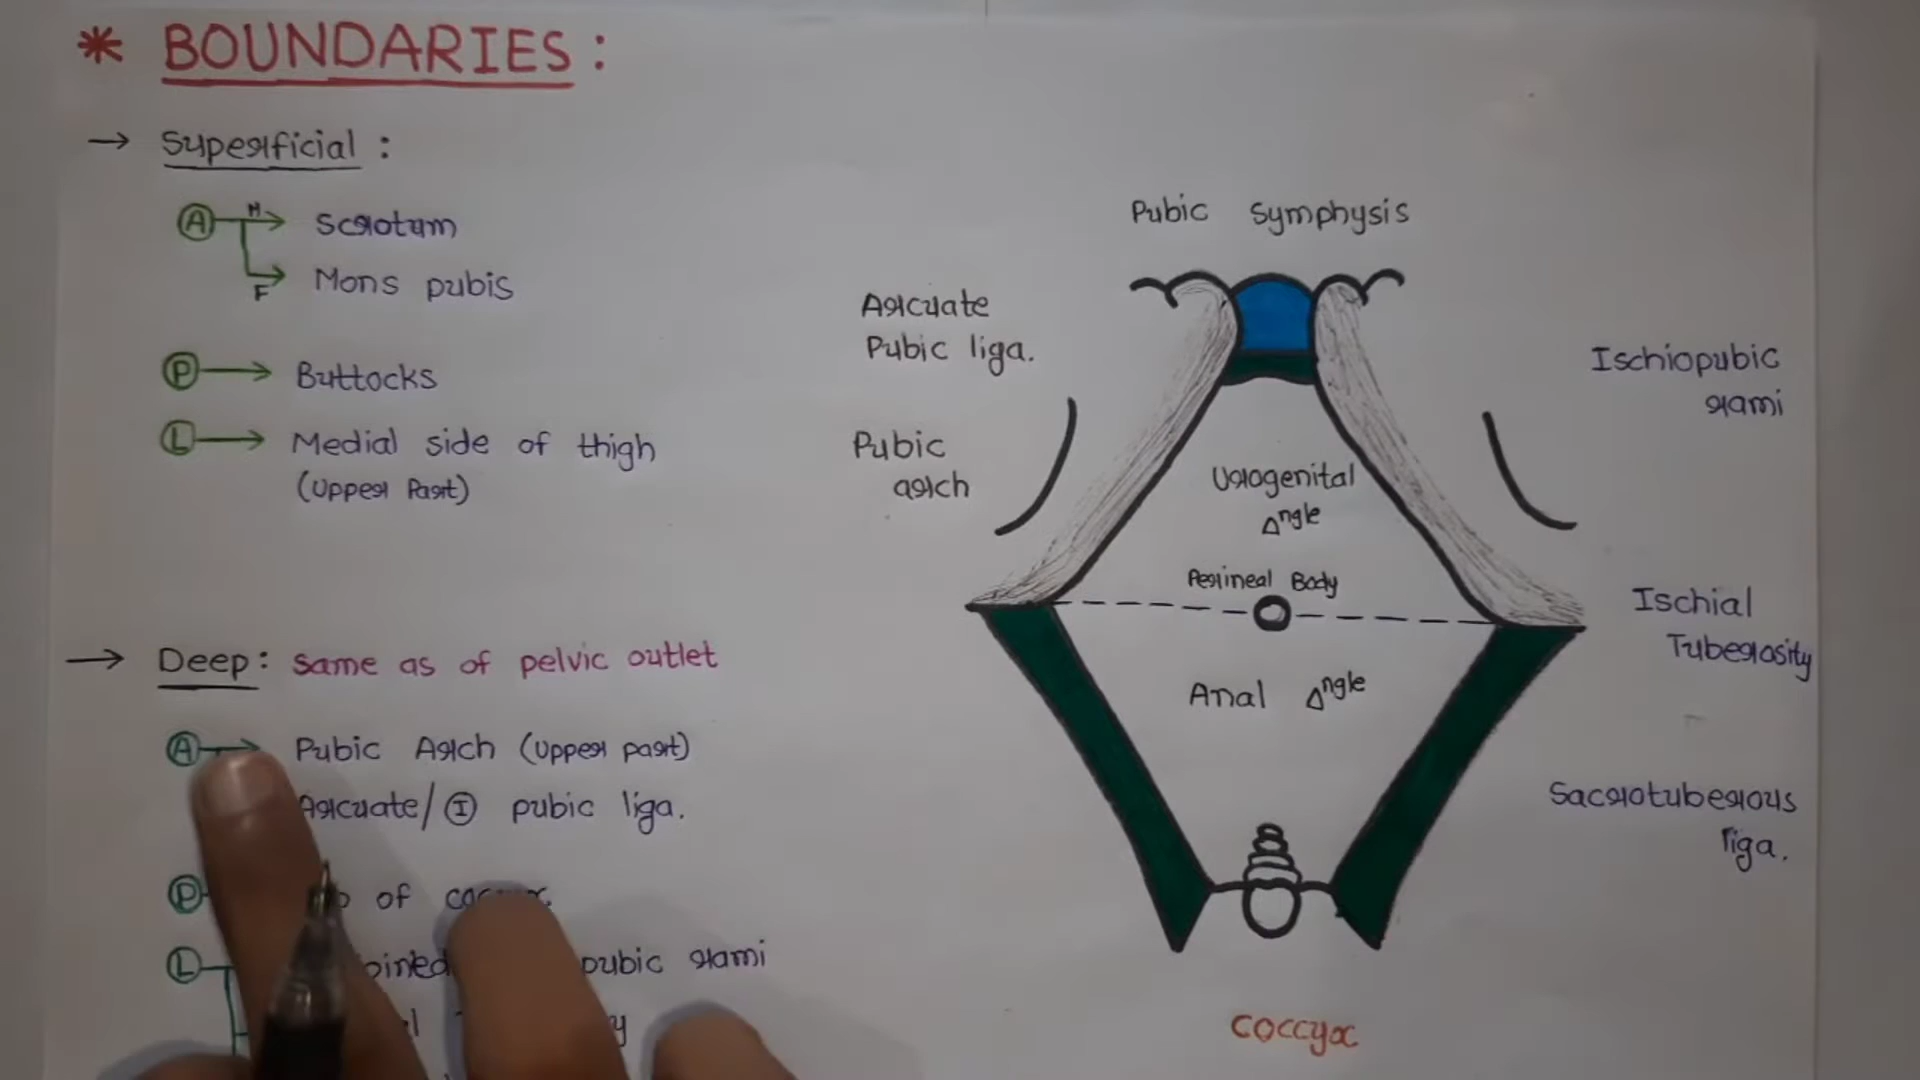 * BOUNDARIES :
→ Superficial :
A M→ Scrotum
F→ Mons pubis
P → Buttocks
L → Medial side of thigh
(Upper Part)
→ Deep : same as of pelvic outlet
A → Pubic Arch (Upper part)
Arcuate/ I pubic liga.
P of
L pubic rami
Pubic Symphysis
Arcuate
Pubic liga.
Pubic
arch
Ischiopubic
rami
Urogenital
Δngle
Perineal Body
Anal Δngle
Ischial
Tuberosity
Sacrotuberous
liga.
Coccyx